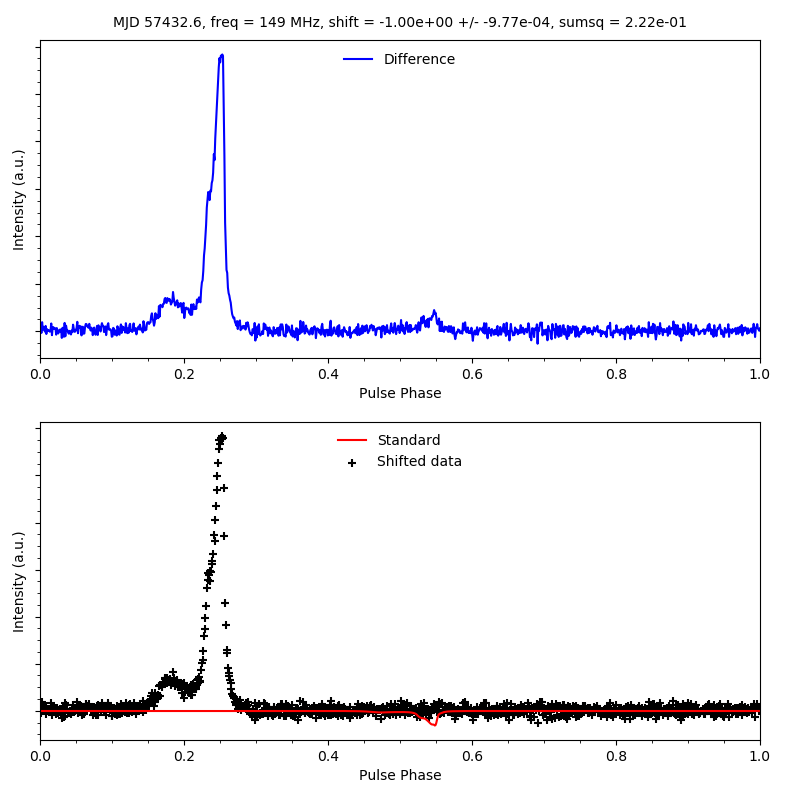 MJD 57432.6, freq = 149 MHz, shift = -1.00e+00 +/- -9.77e-04, sumsq = 2.22e-01
Difference
Intensity (a.u.)
0.0 0.2 0.4 0.6 0.8 1.0
Pulse Phase
Standard
Shifted data
Intensity (a.u.)
0.0 0.2 0.4 0.6 0.8 1.0
Pulse Phase